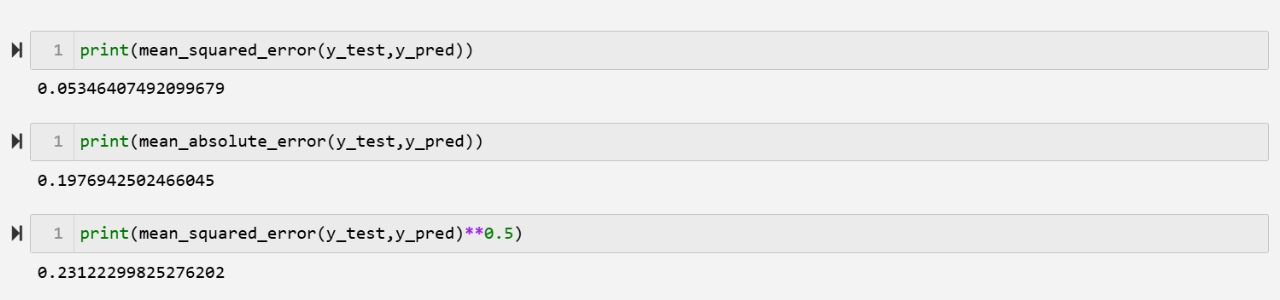 1 print(mean_squared_error(y_test,y_pred))
0.05346407492099679
1 print(mean_absolute_error(y_test,y_pred))
0.1976942502466045
1 print(mean_squared_error(y_test,y_pred)**0.5)
0.23122299825276202